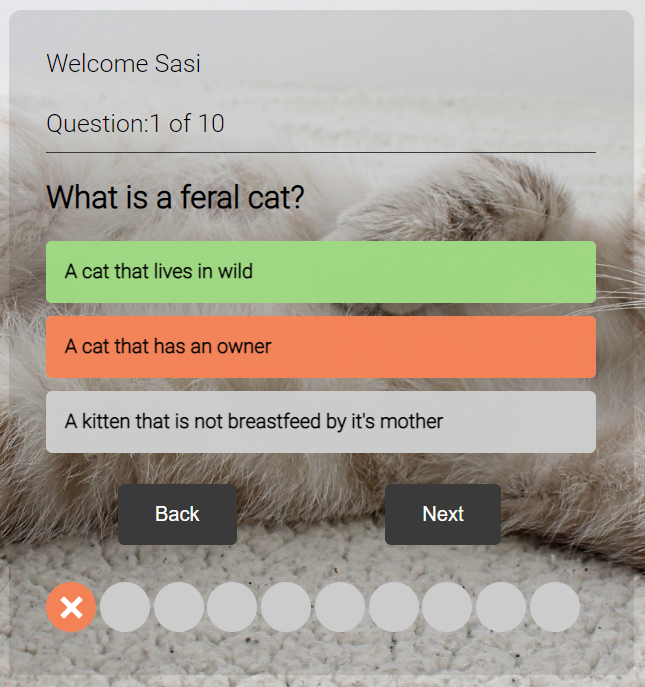 Welcome Sasi
Question:1 of 10
What is a feral cat?
A cat that lives in wild
A cat that has an owner
A kitten that is not breastfeed by it's mother
Back
Next